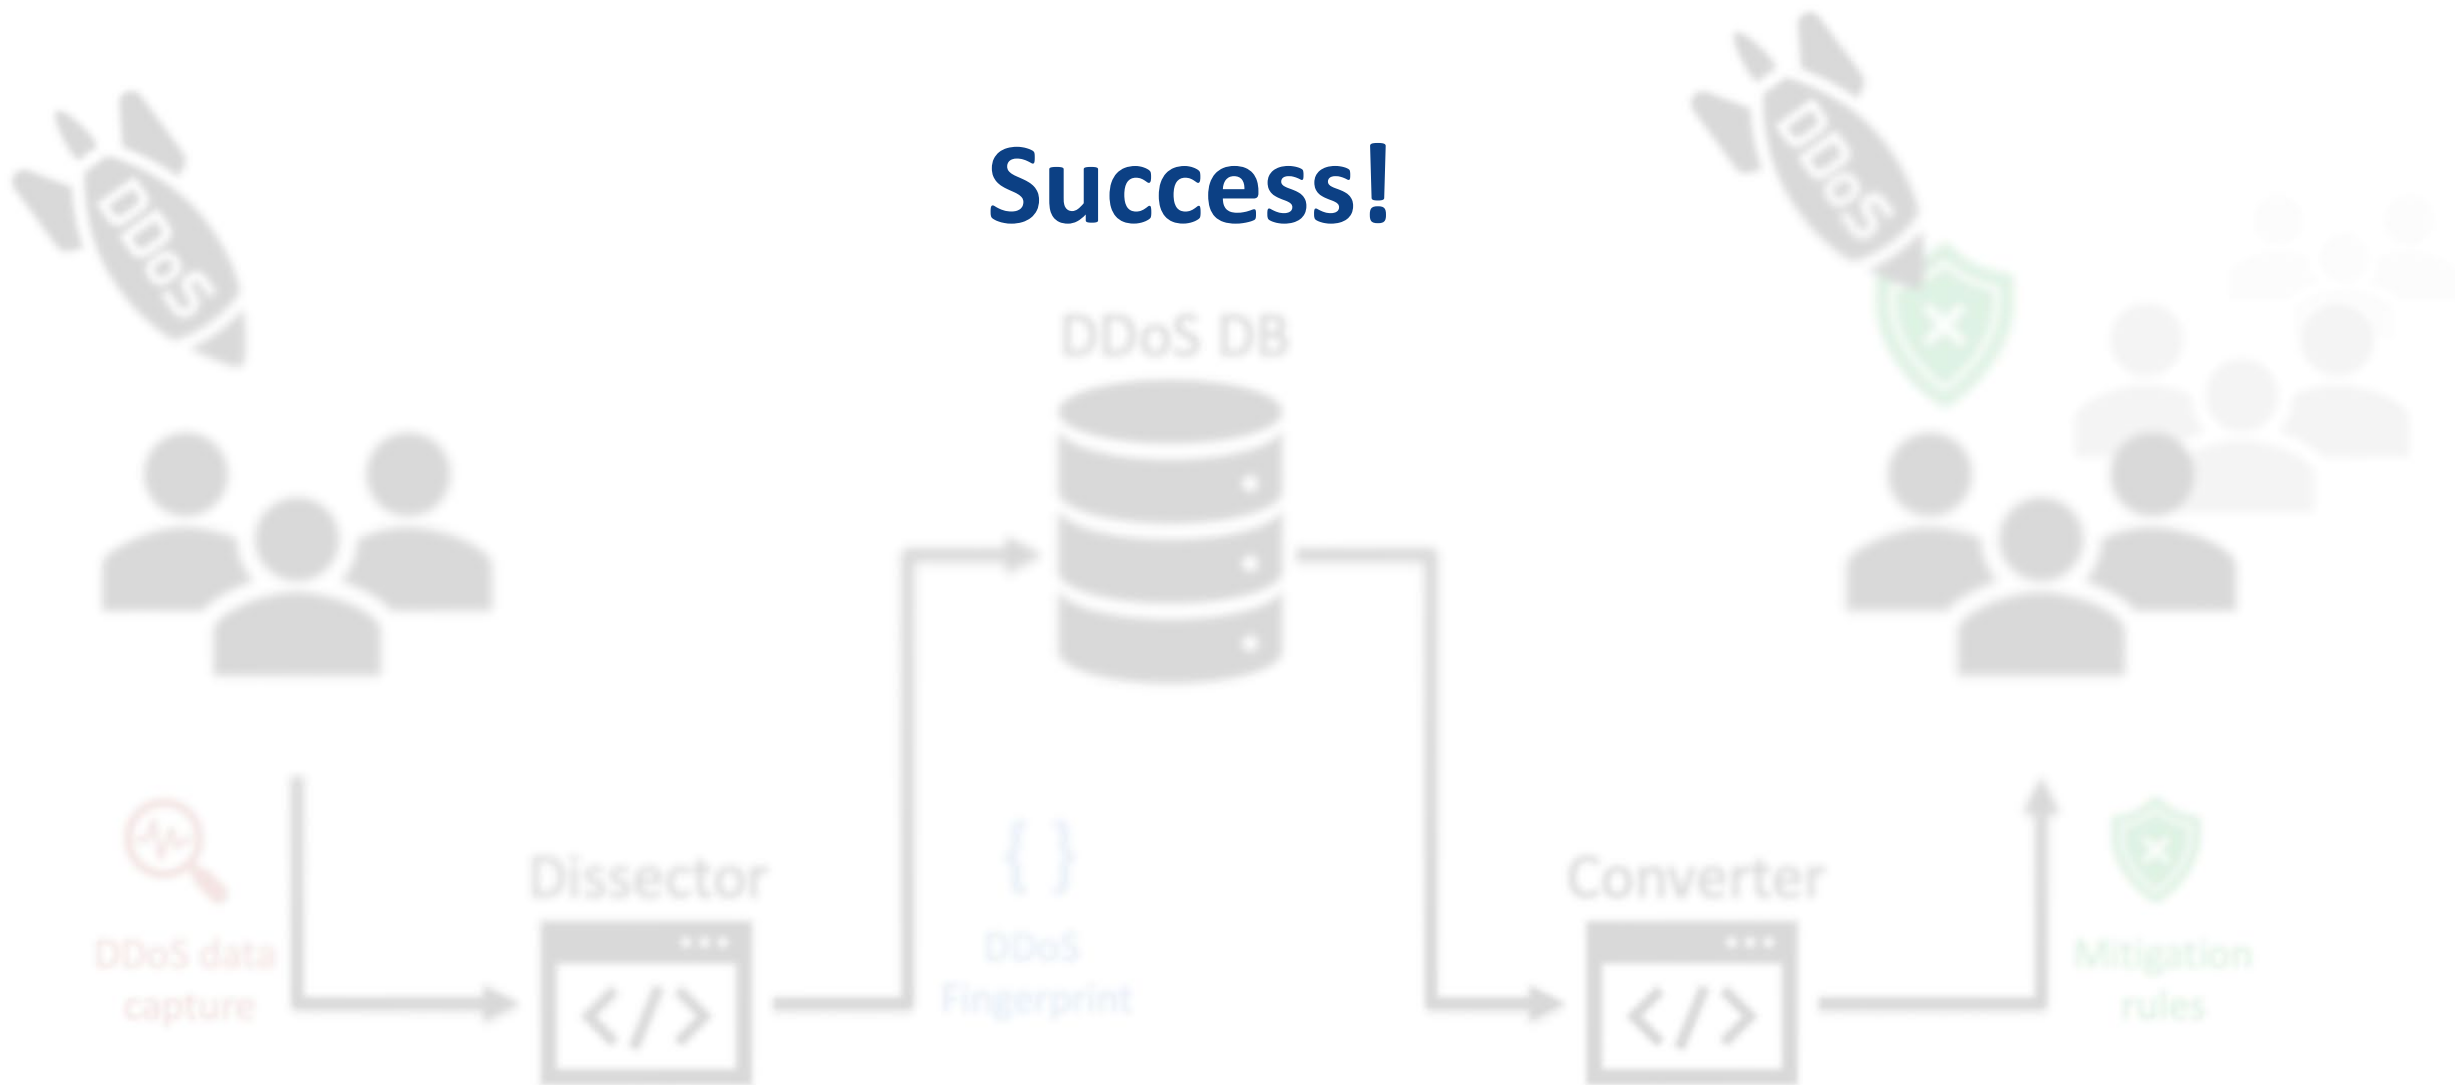 DDoS
DDoS
Success!
DDoS DB
Dissector
Converter
DDoS data
capture
{ }
DDoS
Fingerprint
Mitigation
rules
</>
</>